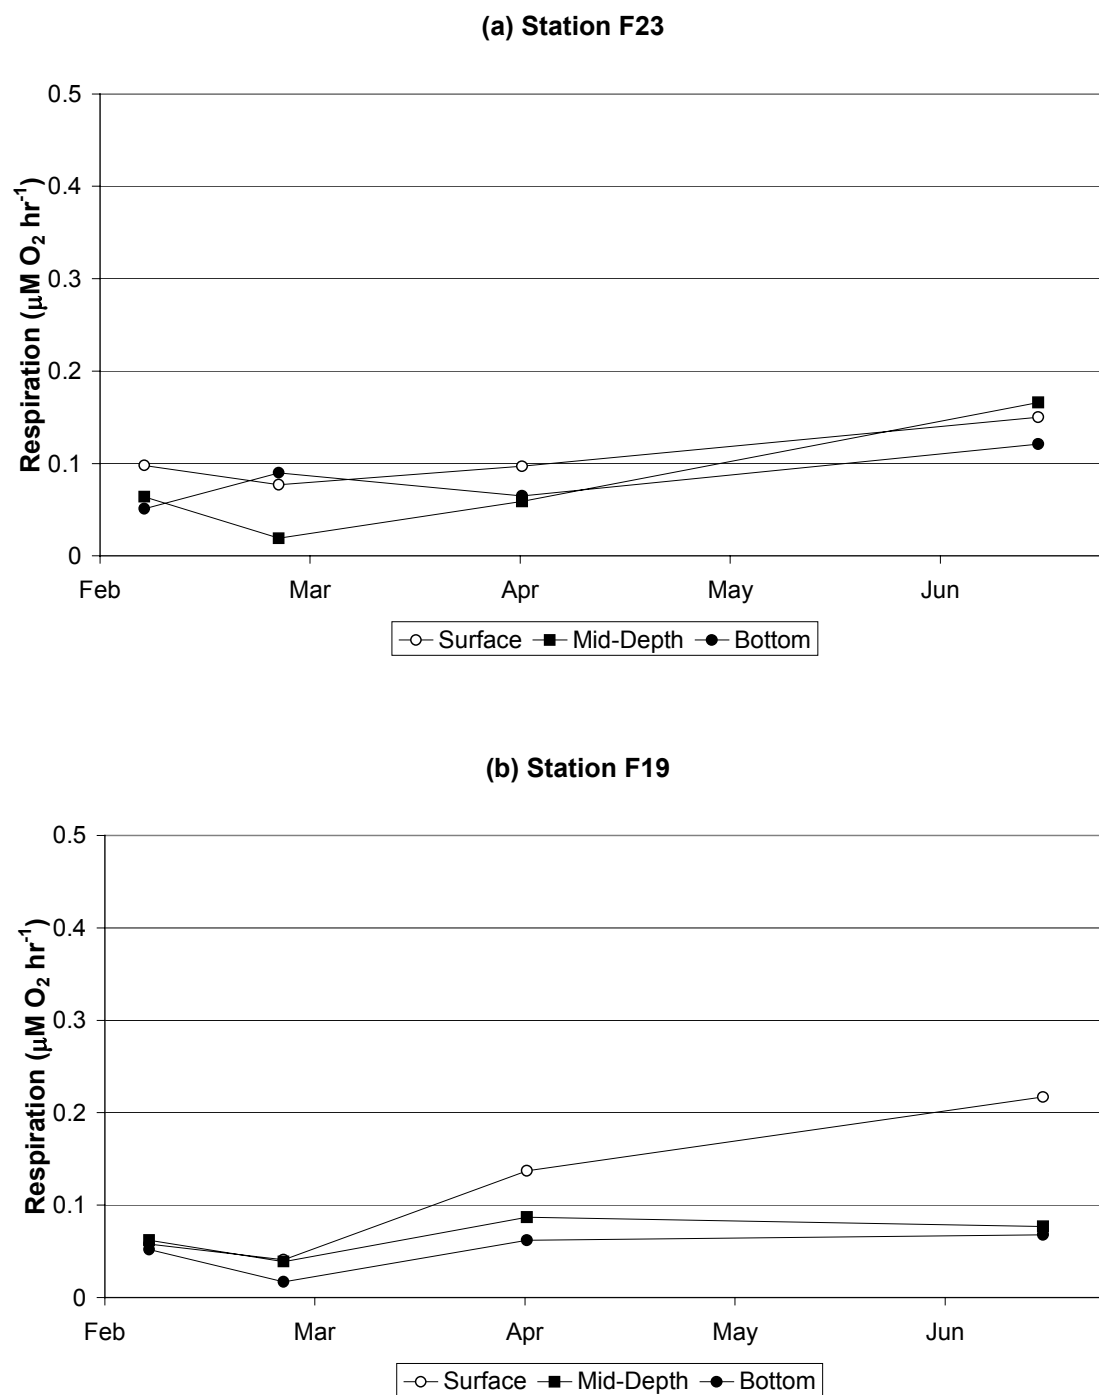 (a) Station F23
0.5
0.4
0.3
0.2
0.1
0
Respiration (µM O₂ hr⁻¹)
Feb Mar Apr May Jun
Surface Mid-Depth Bottom
(b) Station F19
0.5
0.4
0.3
0.2
0.1
0
Respiration (µM O₂ hr⁻¹)
Feb Mar Apr May Jun
Surface Mid-Depth Bottom